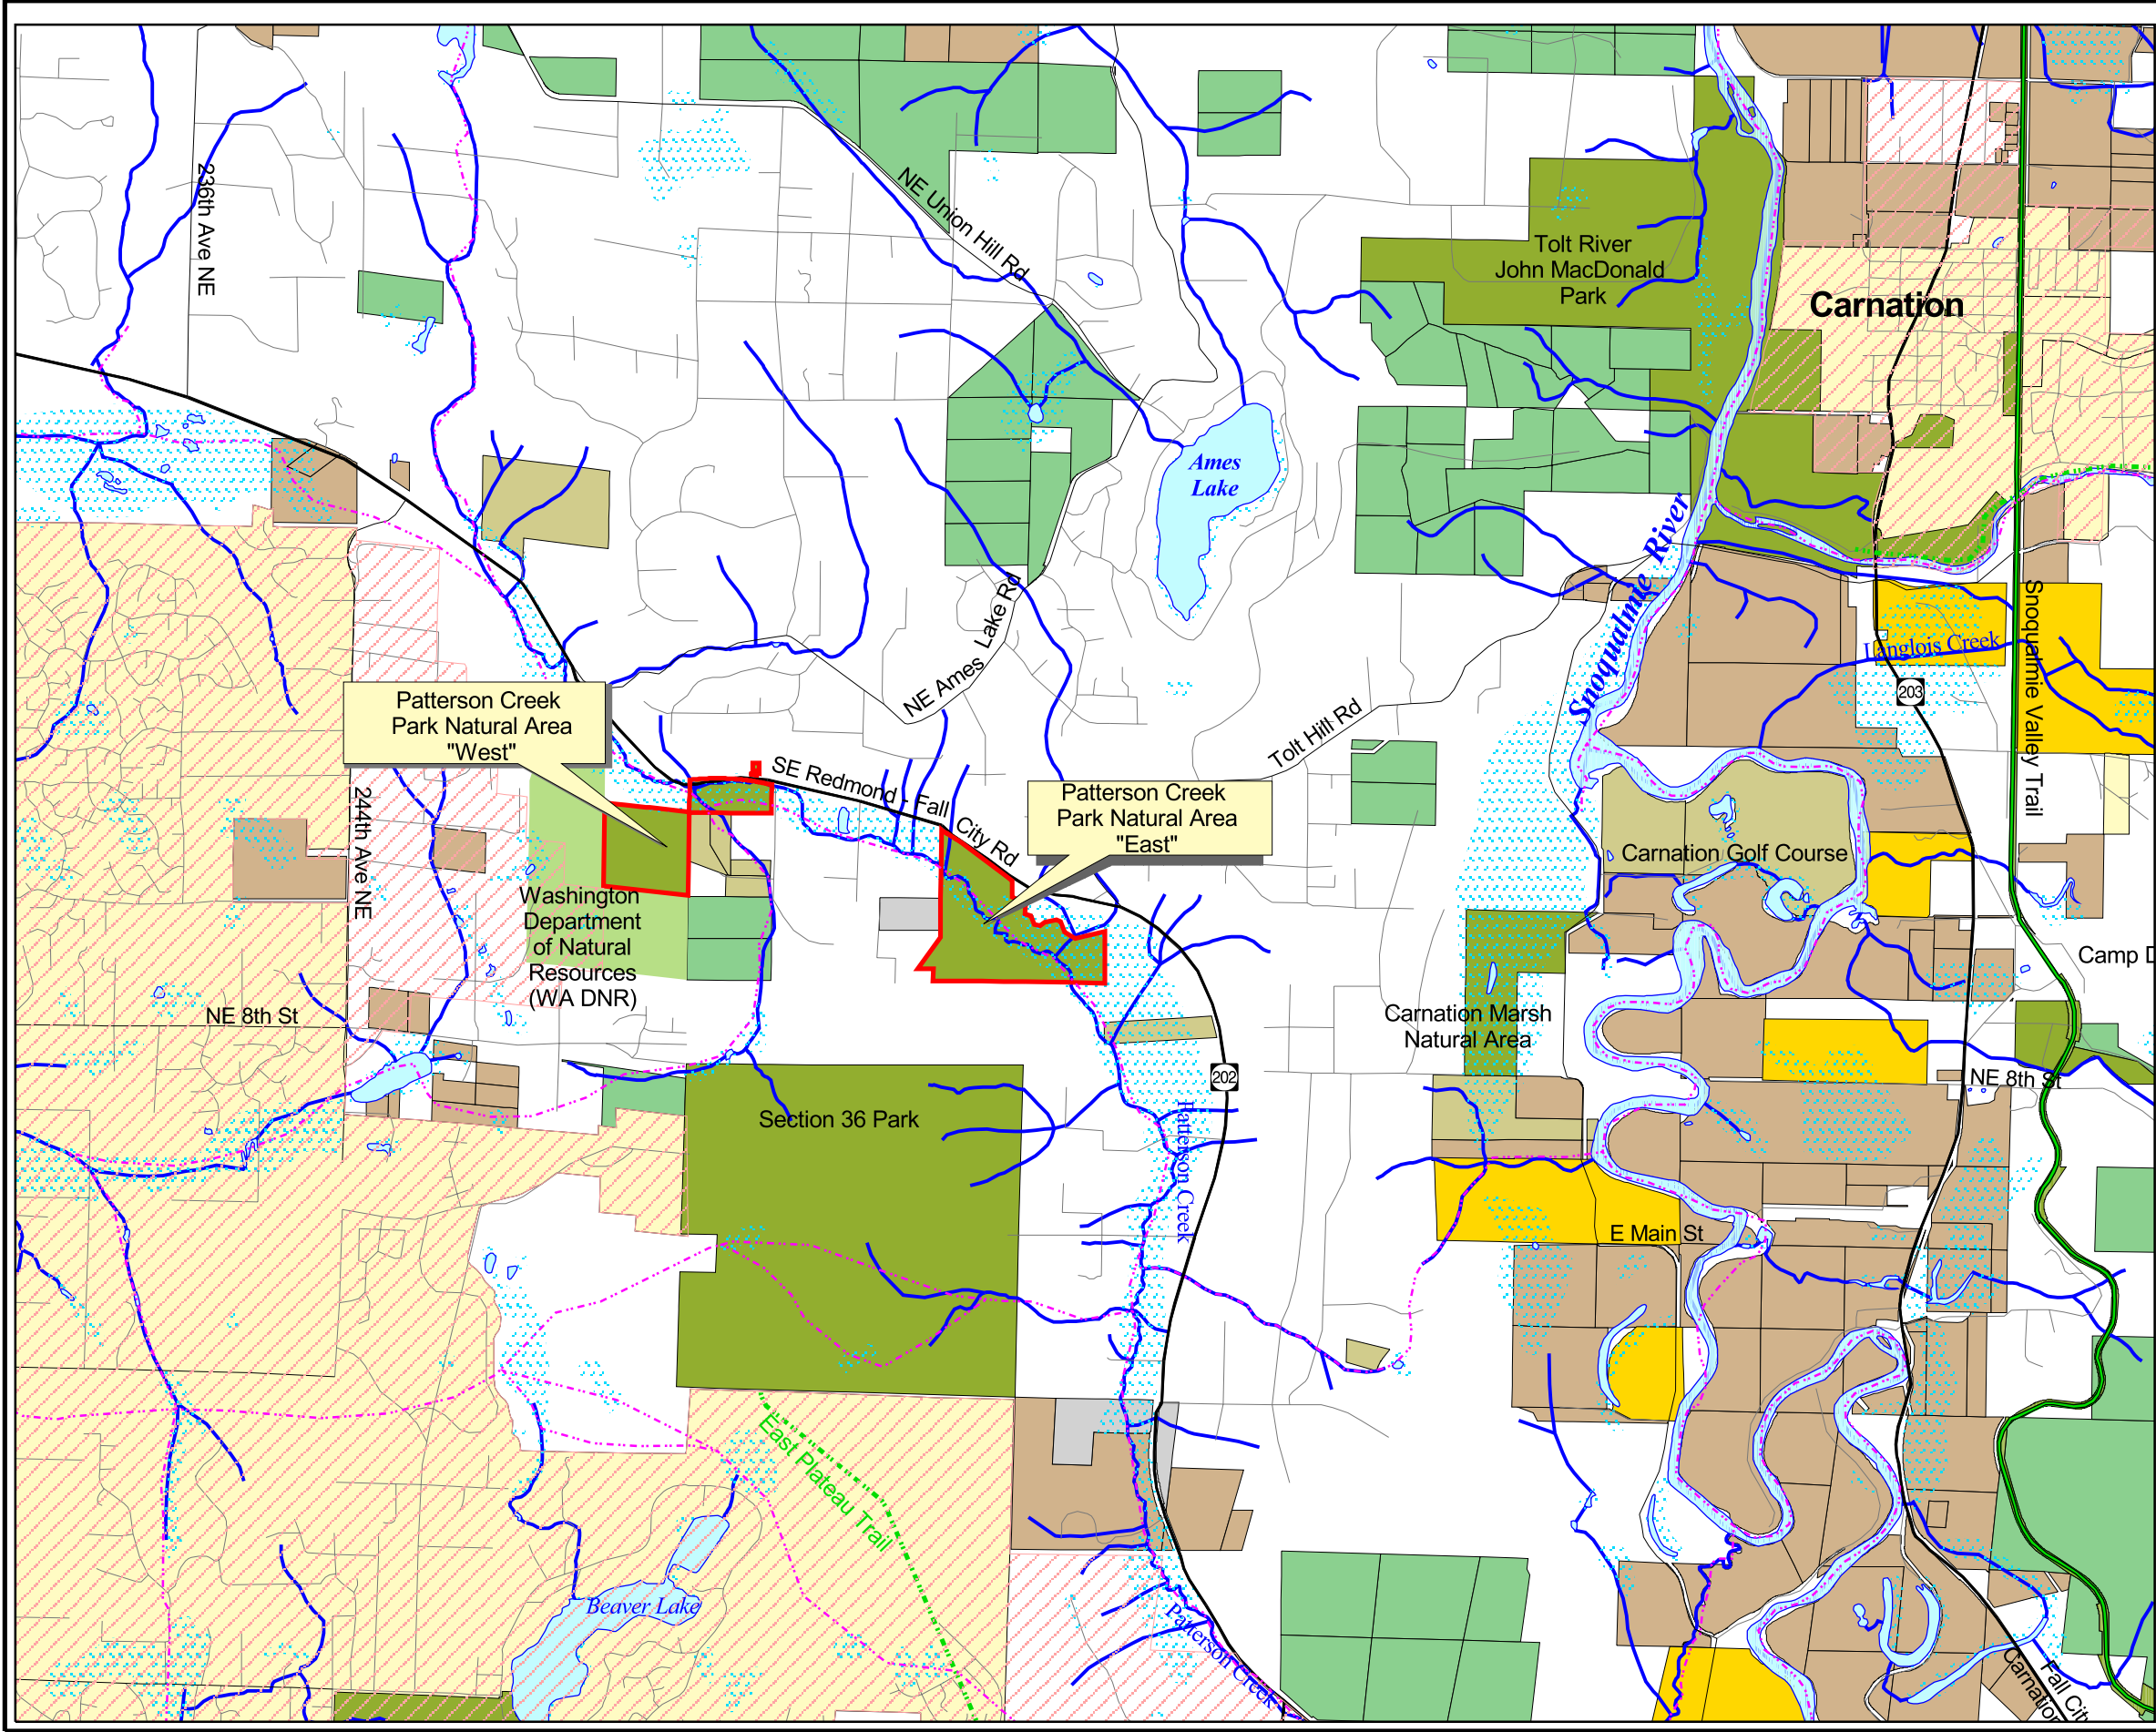 236th Ave NE
NE Union Hill Rd
Tolt River
John MacDonald
Park
Carnation
Ames
Lake
Snoqualmie River
NE Ames Lake Rd
Langlois Creek
203
Snoqualmie Valley Trail
Patterson Creek
Park Natural Area
"West"
Tolt Hill Rd
SE Redmond - Fall City Rd
Patterson Creek
Park Natural Area
"East"
244th Ave NE
Carnation Golf Course
Washington
Department
of Natural
Resources
(WA DNR)
Camp D
NE 8th St
Carnation Marsh
Natural Area
202
NE 8th St
Section 36 Park
Patterson Creek
E Main St
East Plateau Trail
Beaver Lake
Patterson Creek
Fall City
Carnation